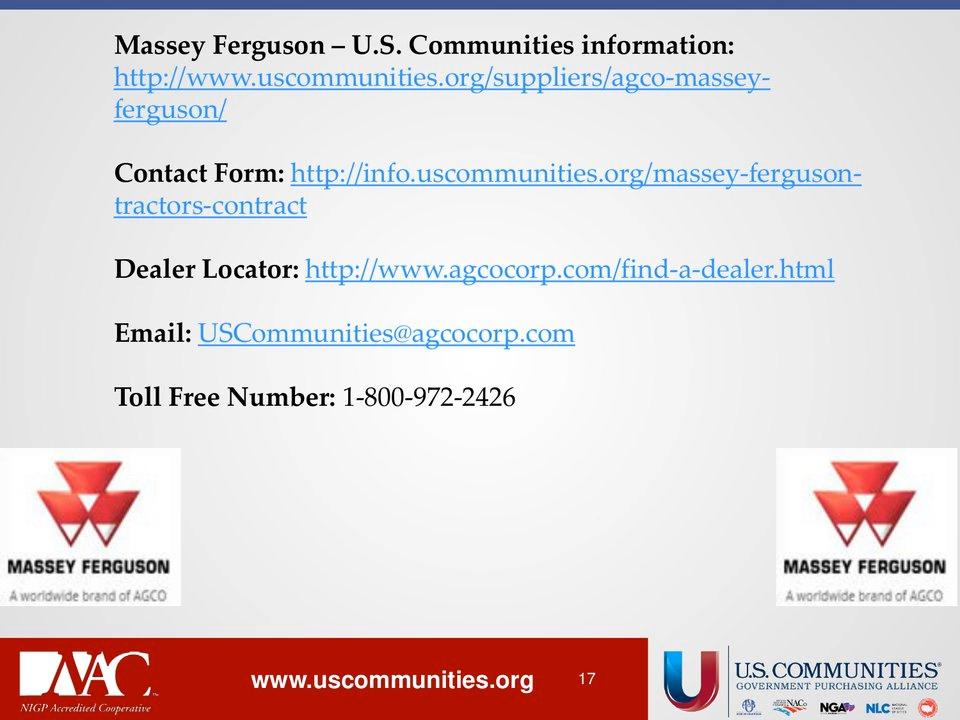 Massey Ferguson – U.S. Communities information:
http://www.uscommunities.org/suppliers/agco-massey-
ferguson/
Contact Form: http://info.uscommunities.org/massey-ferguson-
tractors-contract
Dealer Locator: http://www.agcocorp.com/find-a-dealer.html
Email: USCommunities@agcocorp.com
Toll Free Number: 1-800-972-2426
MASSEY FERGUSON
A worldwide brand of AGCO
MASSEY FERGUSON
A worldwide brand of AGCO
NAC™
NIGP Accredited Cooperative
www.uscommunities.org
17
U.S. COMMUNITIES®
GOVERNMENT PURCHASING ALLIANCE
NACo
NGA
NLC